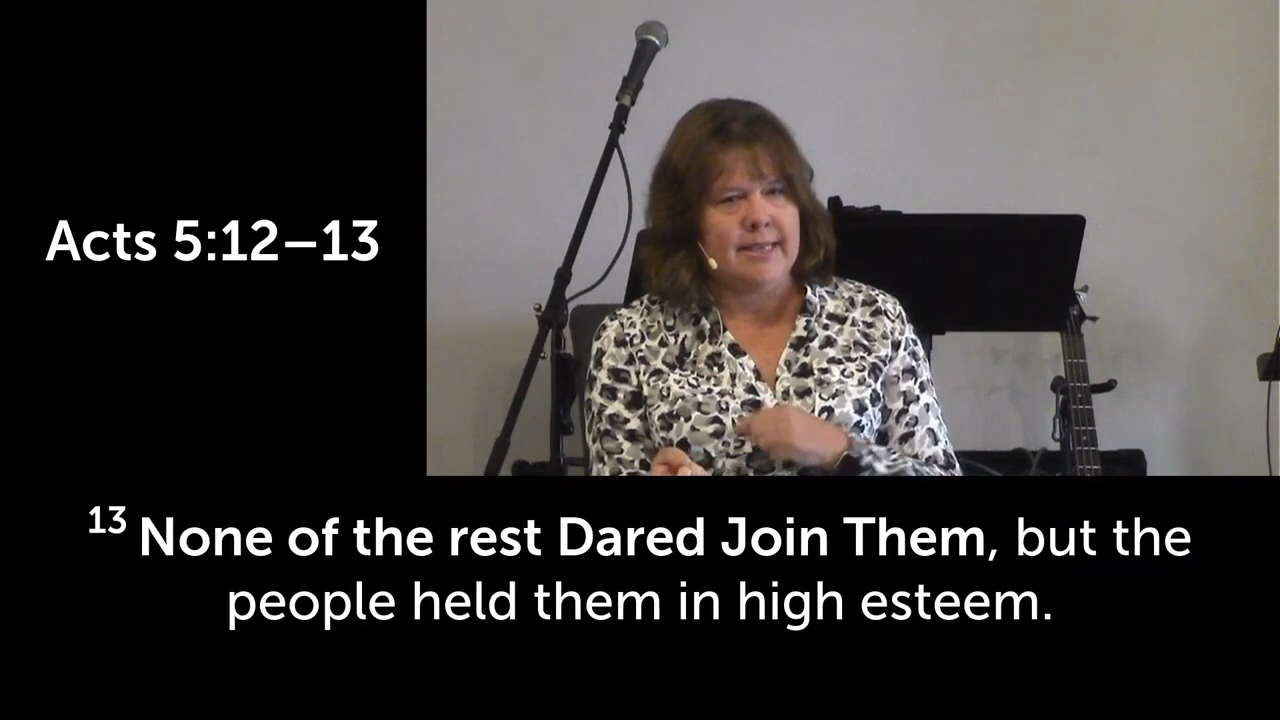 Acts 5:12–13
13 None of the rest Dared Join Them, but the
people held them in high esteem.